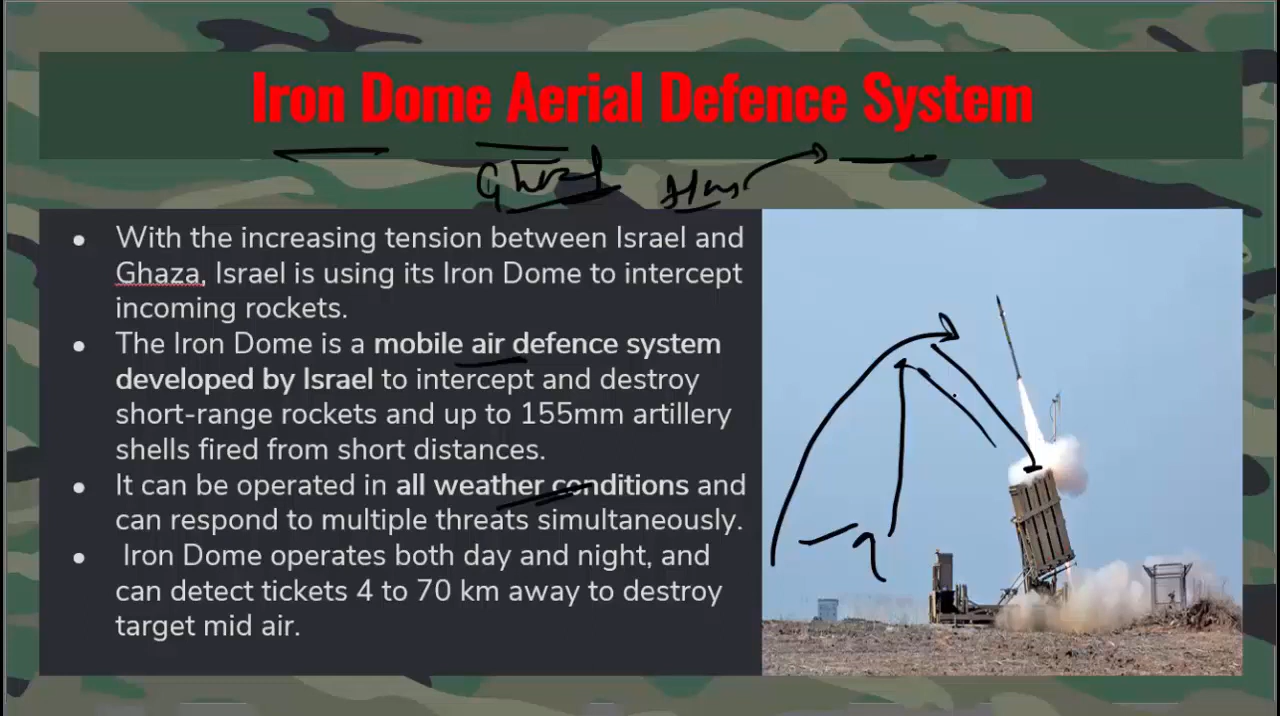 Iron Dome Aerial Defence System
● With the increasing tension between Israel and
Ghaza, Israel is using its Iron Dome to intercept
incoming rockets.
● The Iron Dome is a mobile air defence system
developed by Israel to intercept and destroy
short-range rockets and up to 155mm artillery
shells fired from short distances.
● It can be operated in all weather conditions and
can respond to multiple threats simultaneously.
● Iron Dome operates both day and night, and
can detect tickets 4 to 70 km away to destroy
target mid air.